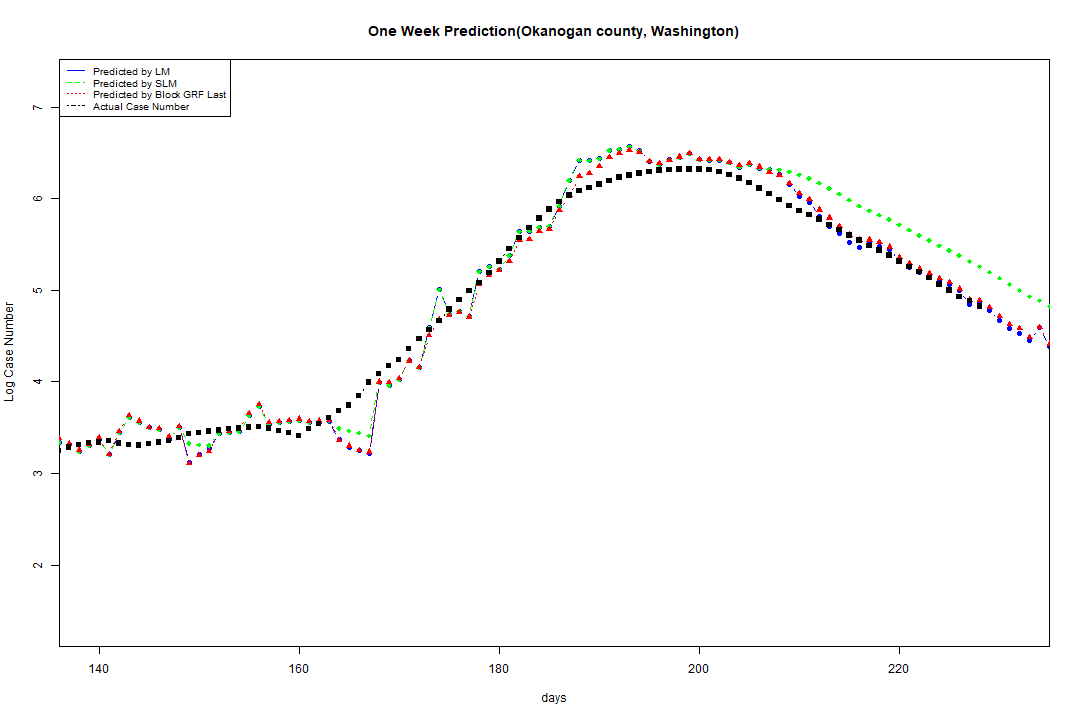 One Week Prediction(Okanogan county, Washington)
Predicted by LM
Predicted by SLM
Predicted by Block GRF Last
Actual Case Number
7
6
5
4
3
2
Log Case Number
140 160 180 200 220
days